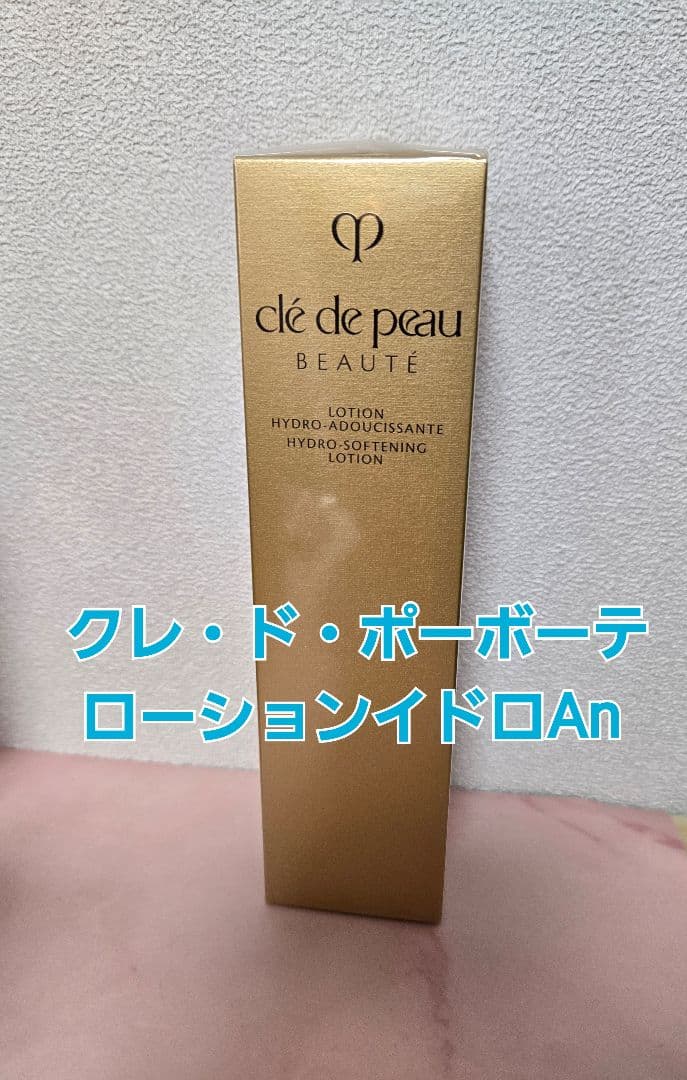 clé de peau
BEAUTÉ
LOTION
HYDRO-ADOUCISSANTE
HYDRO-SOFTENING
LOTION
クレ・ド・ポーボーテ
ローションイドロAn